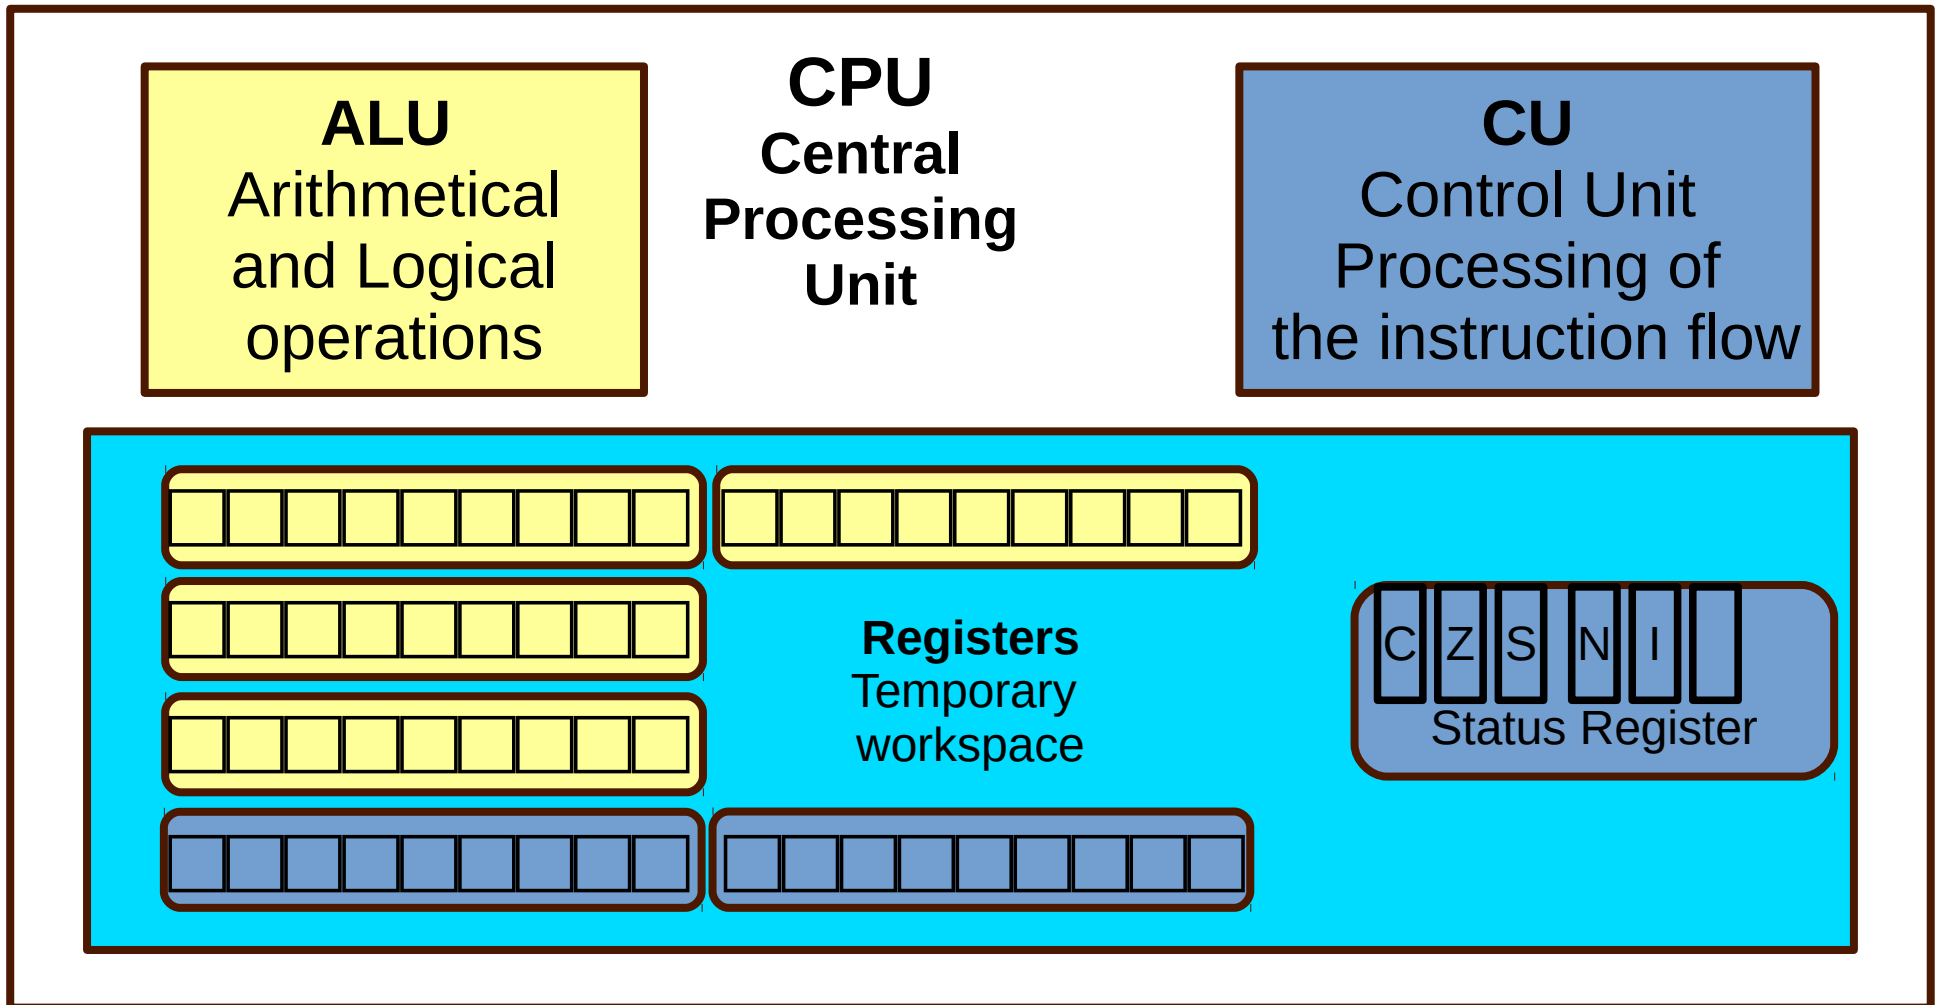 ALU
Arithmetical
and Logical
operations
CPU
Central
Processing
Unit
CU
Control Unit
Processing of
the instruction flow
Registers
Temporary
workspace
C Z S N I
Status Register